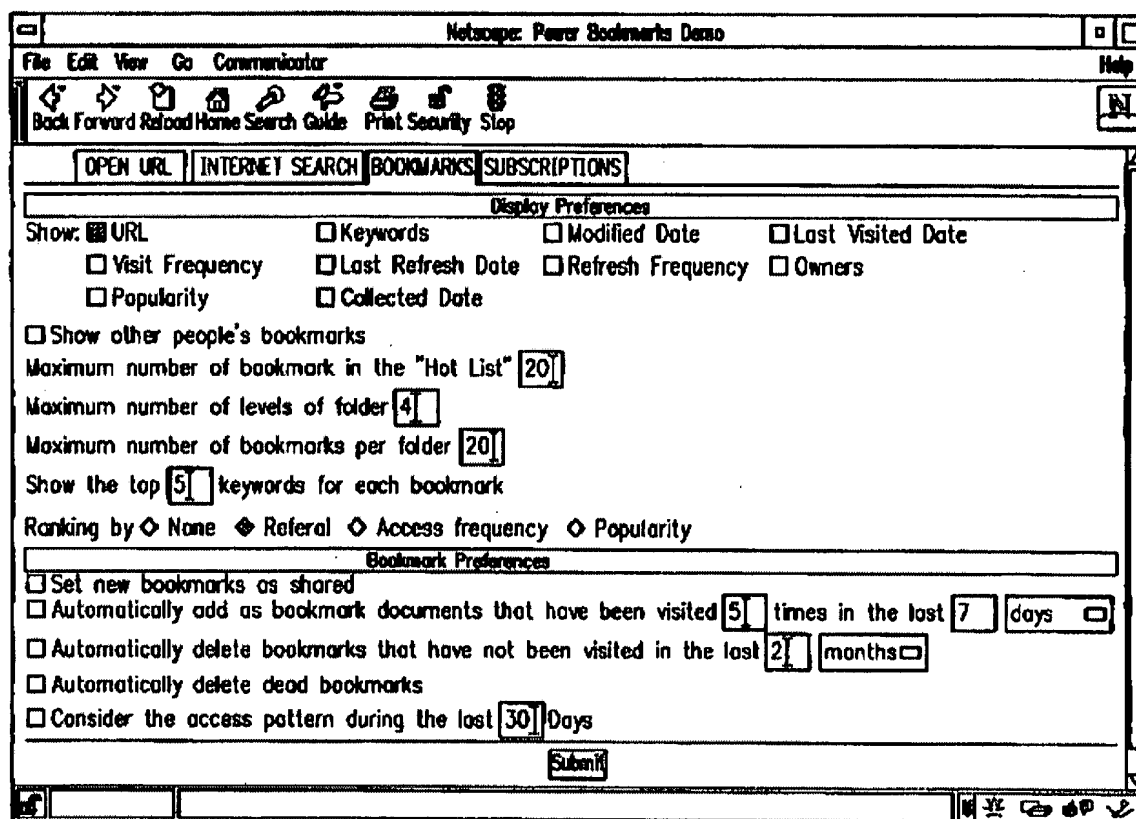 Netscape: Power Bookmarks Demo
File Edit View Go Communicator Help
Back Forward Reload Home Search Guide Print Security Stop
N
OPEN URL INTERNET SEARCH BOOKMARKS SUBSCRIPTIONS
Display Preferences
Show: URL Keywords Modified Date Last Visited Date
Visit Frequency Last Refresh Date Refresh Frequency Owners
Popularity Collected Date
Show other people's bookmarks
Maximum number of bookmark in the "Hot List" 20
Maximum number of levels of folder 4
Maximum number of bookmarks per folder 20
Show the top 5 keywords for each bookmark
Ranking by None Referal Access frequency Popularity
Bookmark Preferences
Set new bookmarks as shared
Automatically add as bookmark documents that have been visited 5 times in the last 7 days
Automatically delete bookmarks that have not been visited in the last 2 months
Automatically delete dead bookmarks
Consider the access pattern during the last 30 Days
Submit